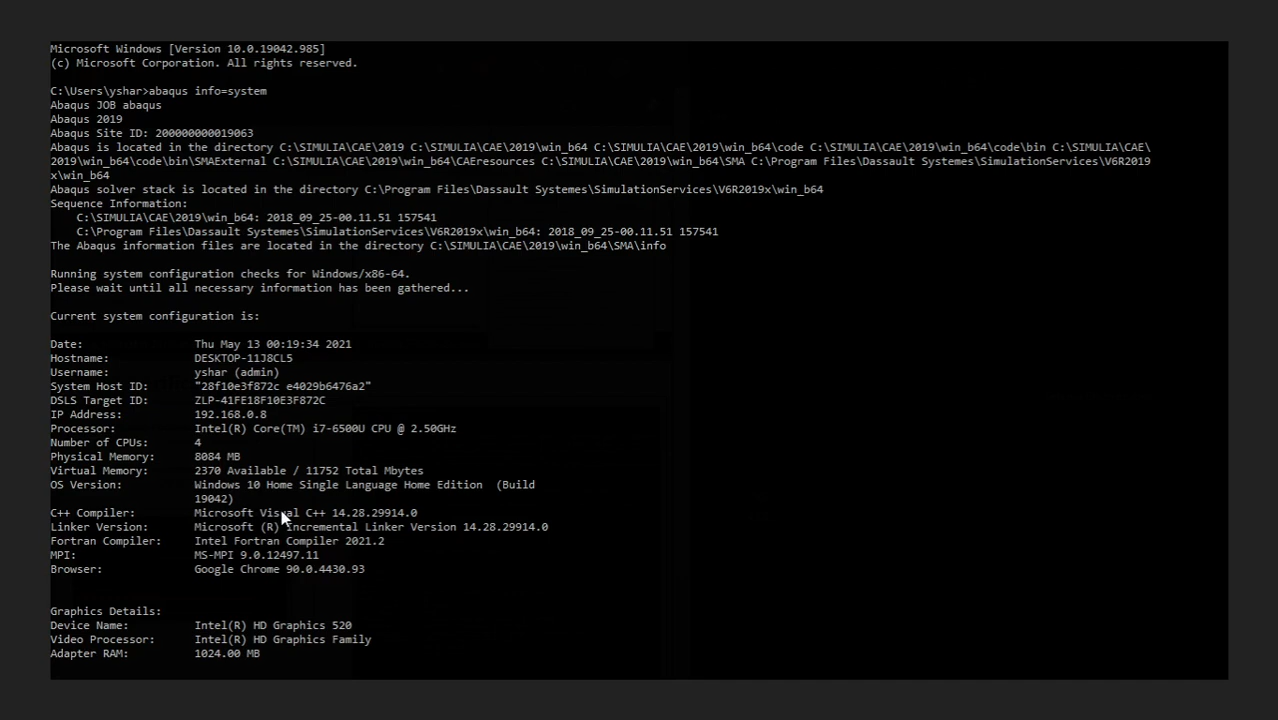 Microsoft Windows [Version 10.0.19042.985]
(c) Microsoft Corporation. All rights reserved.
C:\Users\yshar>abaqus info=system
Abaqus JOB abaqus
Abaqus 2019
Abaqus Site ID: 200000000019063
Abaqus is located in the directory C:\SIMULIA\CAE\2019 C:\SIMULIA\CAE\2019\win_b64 C:\SIMULIA\CAE\2019\win_b64\code C:\SIMULIA\CAE\2019\win_b64\code\bin C:\SIMULIA\CAE\
2019\win_b64\code\bin\SMAExternal C:\SIMULIA\CAE\2019\win_b64\CAEresources C:\SIMULIA\CAE\2019\win_b64\SMA C:\Program Files\Dassault Systemes\SimulationServices\V6R2019
x\win_b64
Abaqus solver stack is located in the directory C:\Program Files\Dassault Systemes\SimulationServices\V6R2019x\win_b64
Sequence Information:
    C:\SIMULIA\CAE\2019\win_b64: 2018_09_25-00.11.51 157541
    C:\Program Files\Dassault Systemes\SimulationServices\V6R2019x\win_b64: 2018_09_25-00.11.51 157541
The Abaqus information files are located in the directory C:\SIMULIA\CAE\2019\win_b64\SMA\info
Running system configuration checks for Windows/x86-64.
Please wait until all necessary information has been gathered...
Current system configuration is:
Date: Thu May 13 00:19:34 2021
Hostname: DESKTOP-11J8CL5
Username: yshar (admin)
System Host ID: "28f10e3f872c e4029b6476a2"
DSLS Target ID: ZLP-41FE18F10E3F872C
IP Address: 192.168.0.8
Processor: Intel(R) Core(TM) i7-6500U CPU @ 2.50GHz
Number of CPUs: 4
Physical Memory: 8084 MB
Virtual Memory: 2370 Available / 11752 Total Mbytes
OS Version: Windows 10 Home Single Language Home Edition  (Build
19042)
C++ Compiler: Microsoft Visual C++ 14.28.29914.0
Linker Version: Microsoft (R) Incremental Linker Version 14.28.29914.0
Fortran Compiler: Intel Fortran Compiler 2021.2
MPI: MS-MPI 9.0.12497.11
Browser: Google Chrome 90.0.4430.93
Graphics Details:
Device Name: Intel(R) HD Graphics 520
Video Processor: Intel(R) HD Graphics Family
Adapter RAM: 1024.00 MB